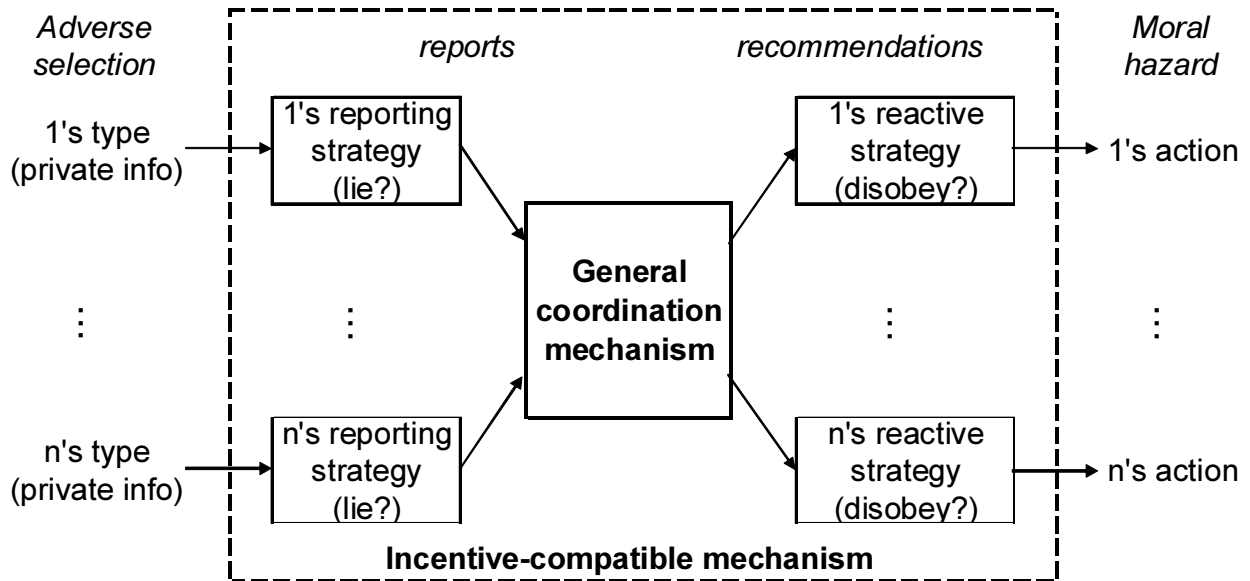 Adverse
selection
reports
recommendations
Moral
hazard
1's type
(private info)
1's reporting
strategy
(lie?)
1's reactive
strategy
(disobey?)
1's action
General
coordination
mechanism
⋮
⋮
⋮
⋮
n's type
(private info)
n's reporting
strategy
(lie?)
n's reactive
strategy
(disobey?)
n's action
Incentive-compatible mechanism